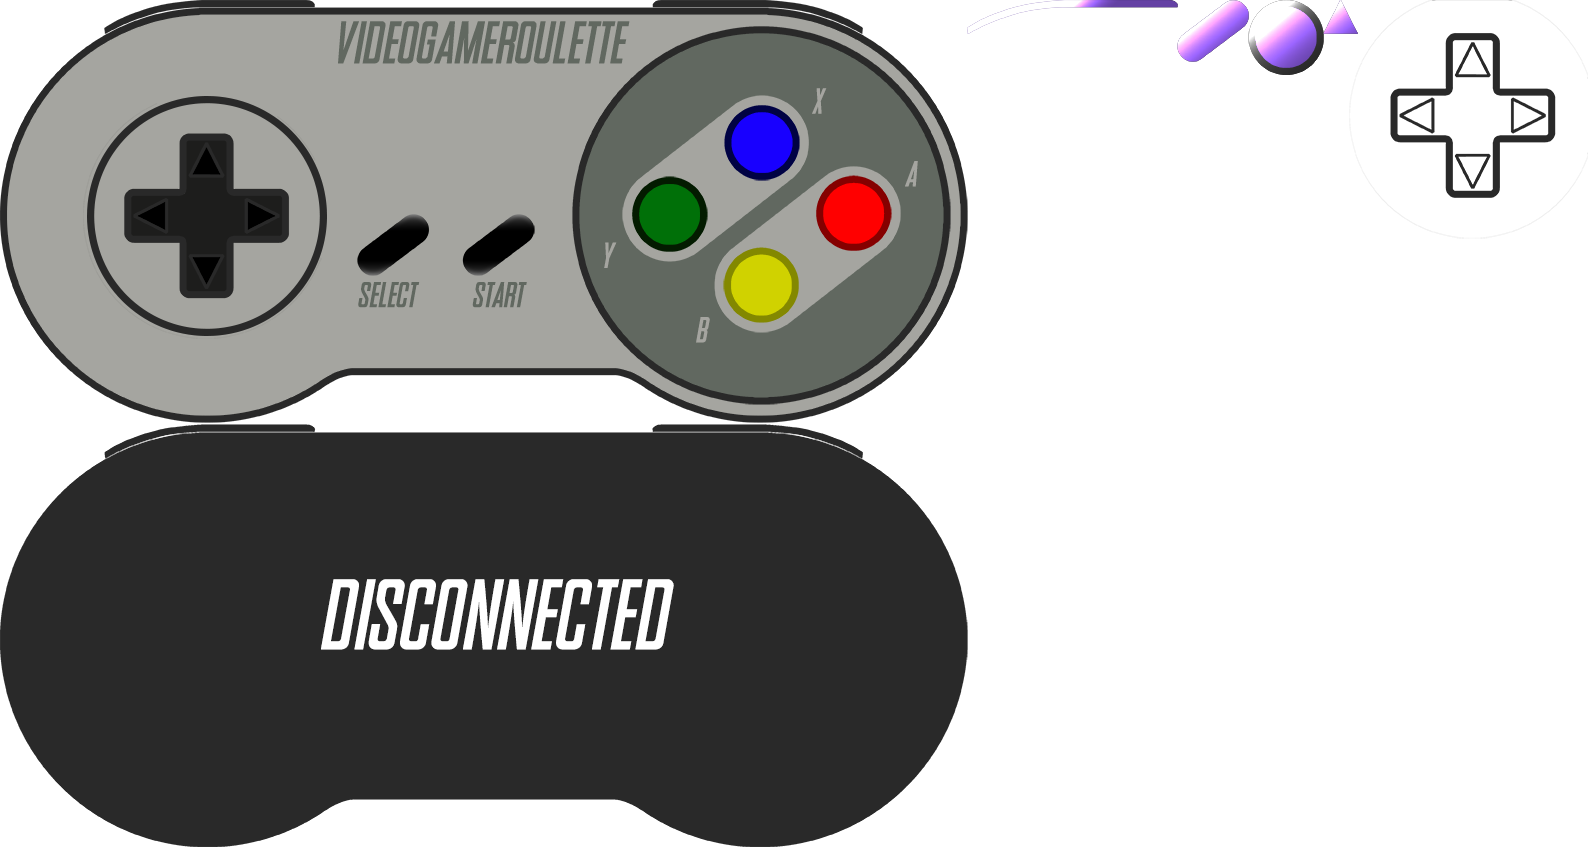 VIDEOGAMEROULETTE
X
A
Y
SELECT
START
B
DISCONNECTED